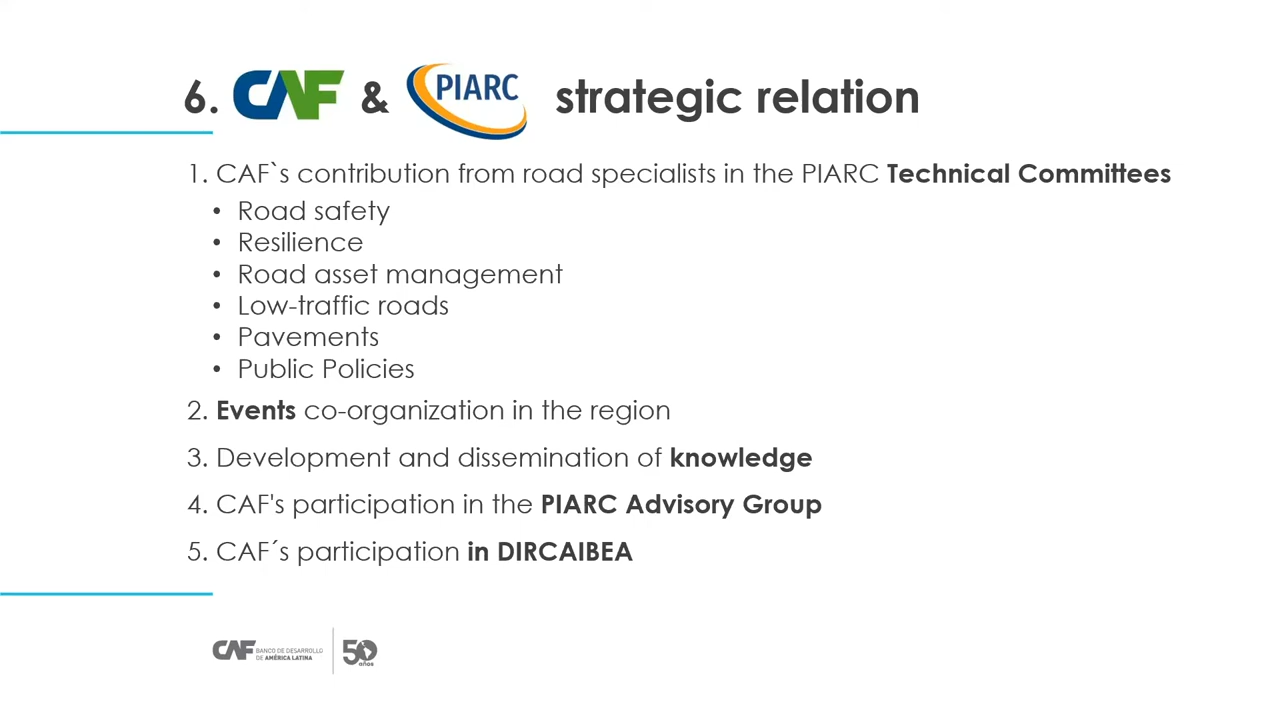 6. CAF & PIARC strategic relation
1. CAF`s contribution from road specialists in the PIARC Technical Committees
• Road safety
• Resilience
• Road asset management
• Low-traffic roads
• Pavements
• Public Policies
2. Events co-organization in the region
3. Development and dissemination of knowledge
4. CAF's participation in the PIARC Advisory Group
5. CAF´s participation in DIRCAIBEA
CAF BANCO DE DESARROLLO
DE AMÉRICA LATINA
50
años